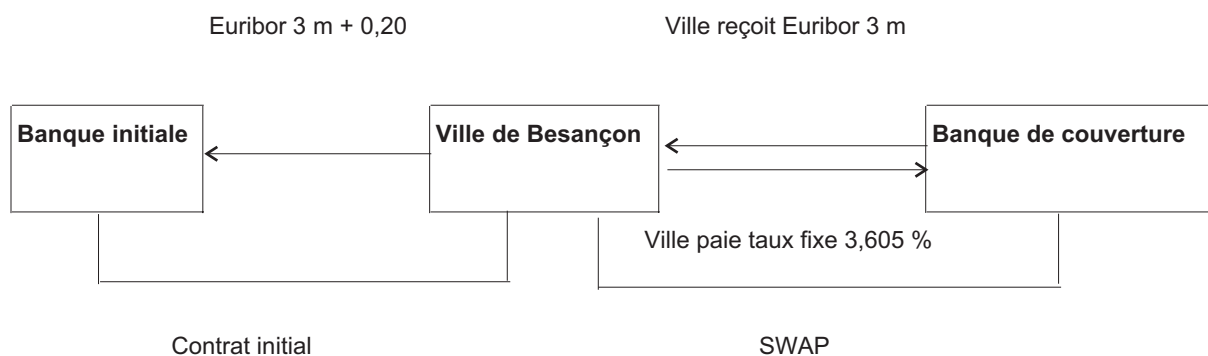 Euribor 3 m + 0,20
Ville reçoit Euribor 3 m
Banque initiale
Ville de Besançon
Banque de couverture
Ville paie taux fixe 3,605 %
Contrat initial
SWAP